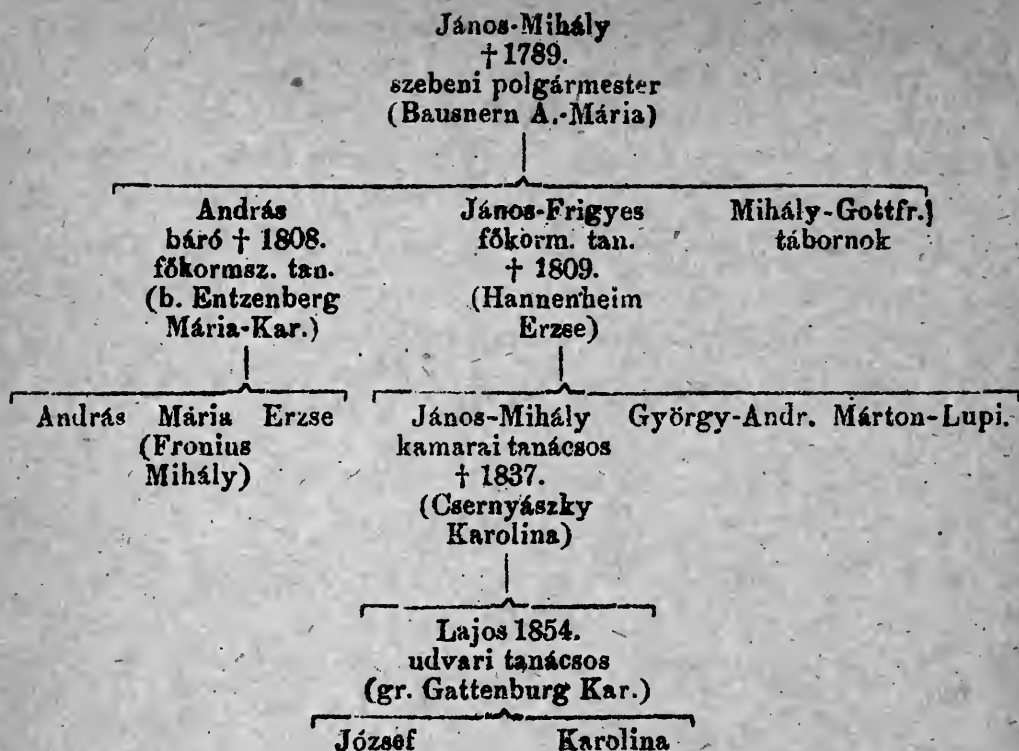 János-Mihály
† 1789.
szebeni polgármester
(Bausnern A.-Mária)
András János-Frigyes Mihály-Gottfr.)
báró † 1808. főkorm. tan. tábornok
főkormsz. tan. † 1809.
(b. Entzenberg (Hannenheim
Mária-Kar.) Erzse)
András Mária Erzse János-Mihály György-Andr. Márton-Lupi.
(Fronius kamarai tanácsos
Mihály) † 1837.
(Csernyászky
Karolina)
Lajos 1854.
udvari tanácsos
(gr. Gattenburg Kar.)
József Karolina